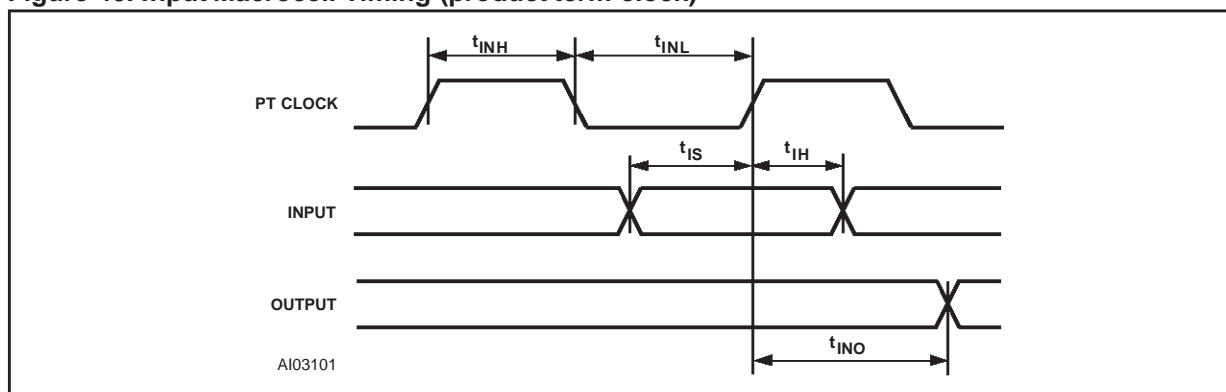 Figure 48. Input Macrocell Timing (product term clock)
tINH
tINL
PT CLOCK
tIS
tIH
INPUT
OUTPUT
tINO
AI03101